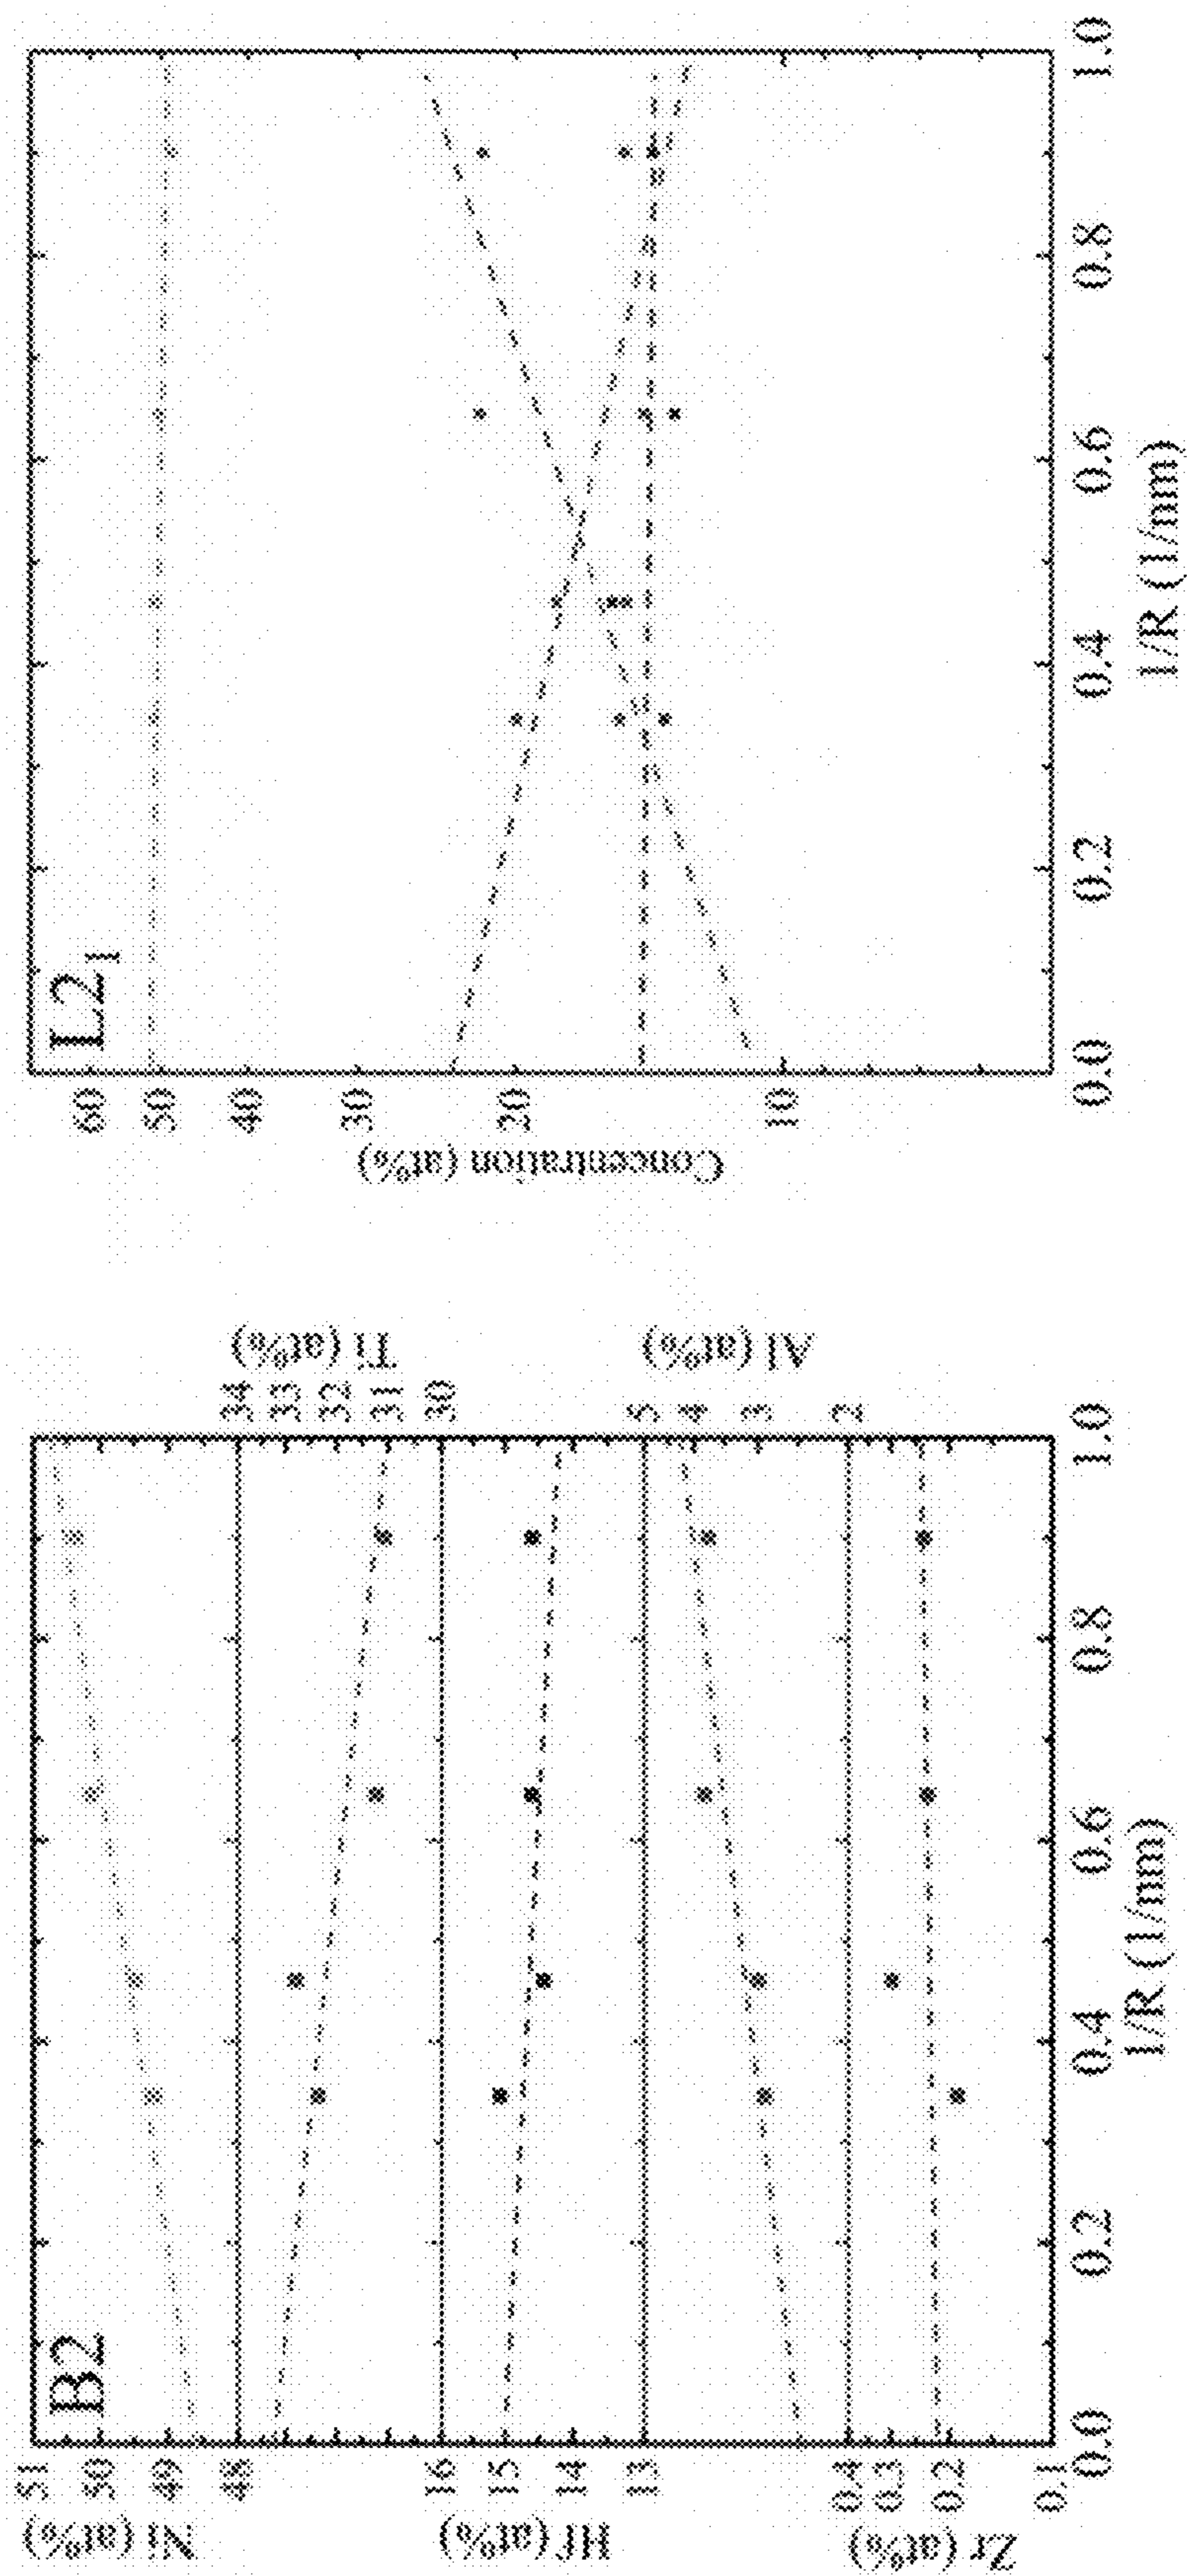 B2
Ni (at%)
51
50
49
48
Ti (at%)
34
33
32
31
30
Hf (at%)
16
15
14
13
Al (at%)
5
4
3
2
Zr (at%)
0.4
0.3
0.2
0.1
0.0 0.2 0.4 0.6 0.8 1.0
1/R (1/nm)
L2₁
Concentration (at%)
60
50
40
30
20
10
0.0 0.2 0.4 0.6 0.8 1.0
1/R (1/nm)